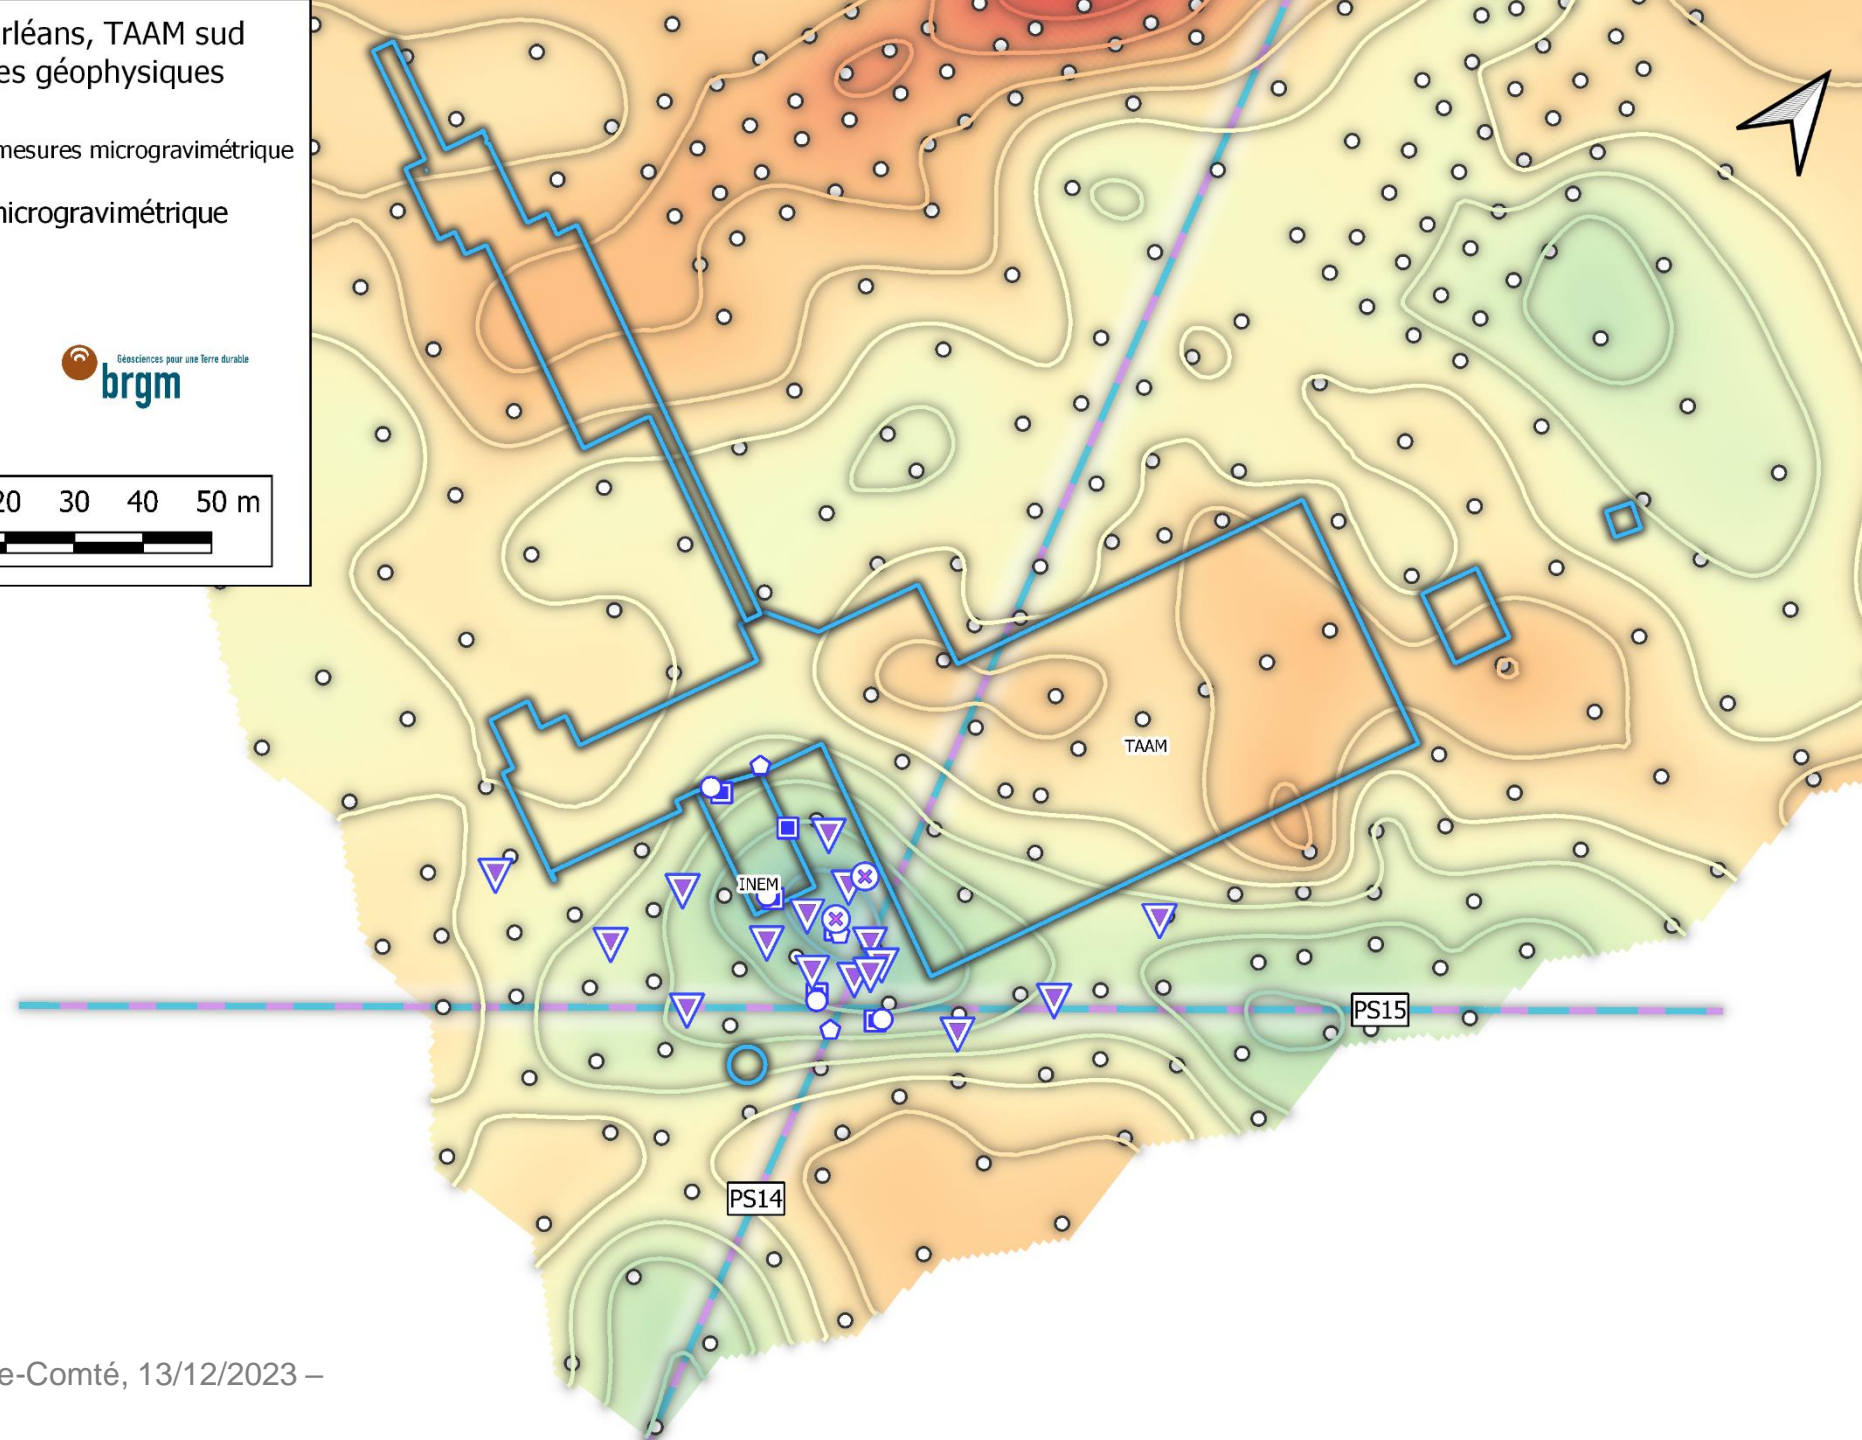 rléans, TAAM sud
es géophysiques
mesures microgravimétrique
nicrogravimétrique
Géosciences pour une Terre durable
brgm
20 30 40 50 m
TAAM
INEM
PS15
PS14
e-Comté, 13/12/2023 –